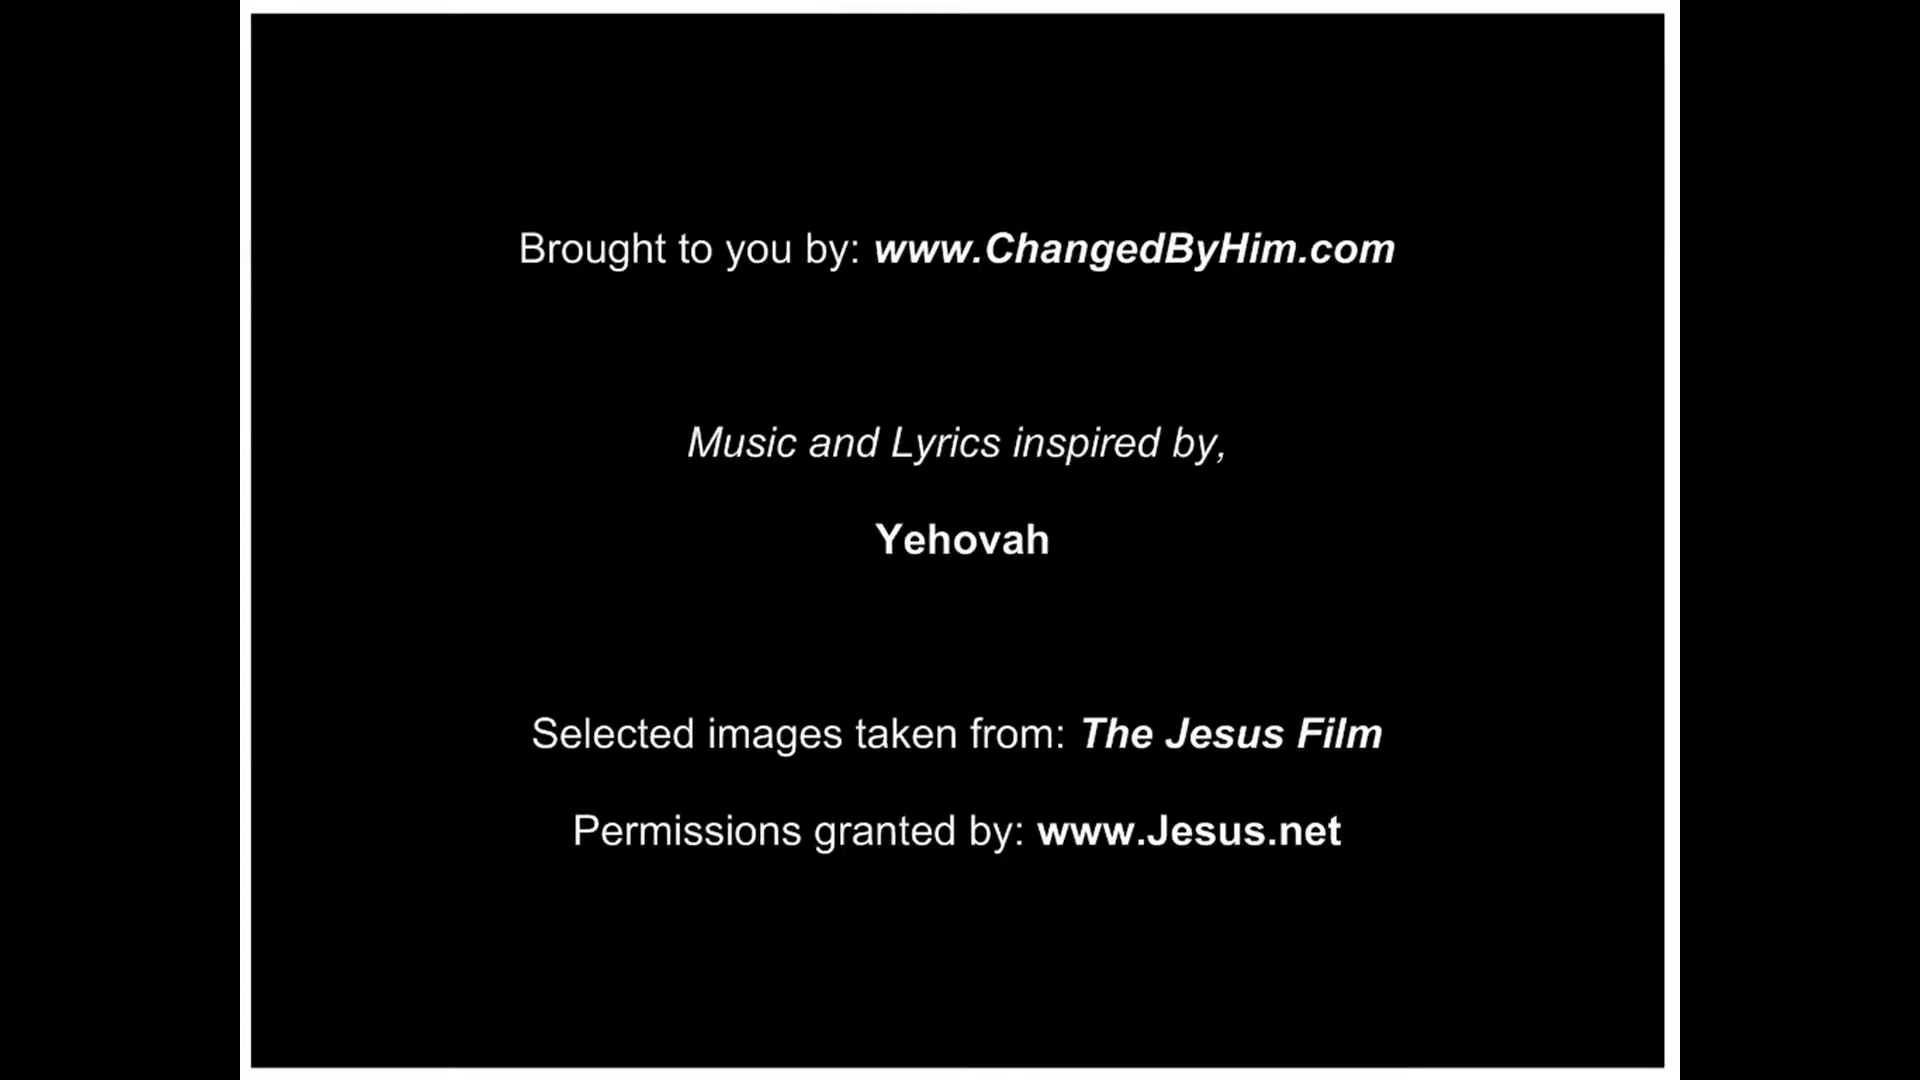 Brought to you by: www.ChangedByHim.com
Music and Lyrics inspired by,
Yehovah
Selected images taken from: The Jesus Film
Permissions granted by: www.Jesus.net